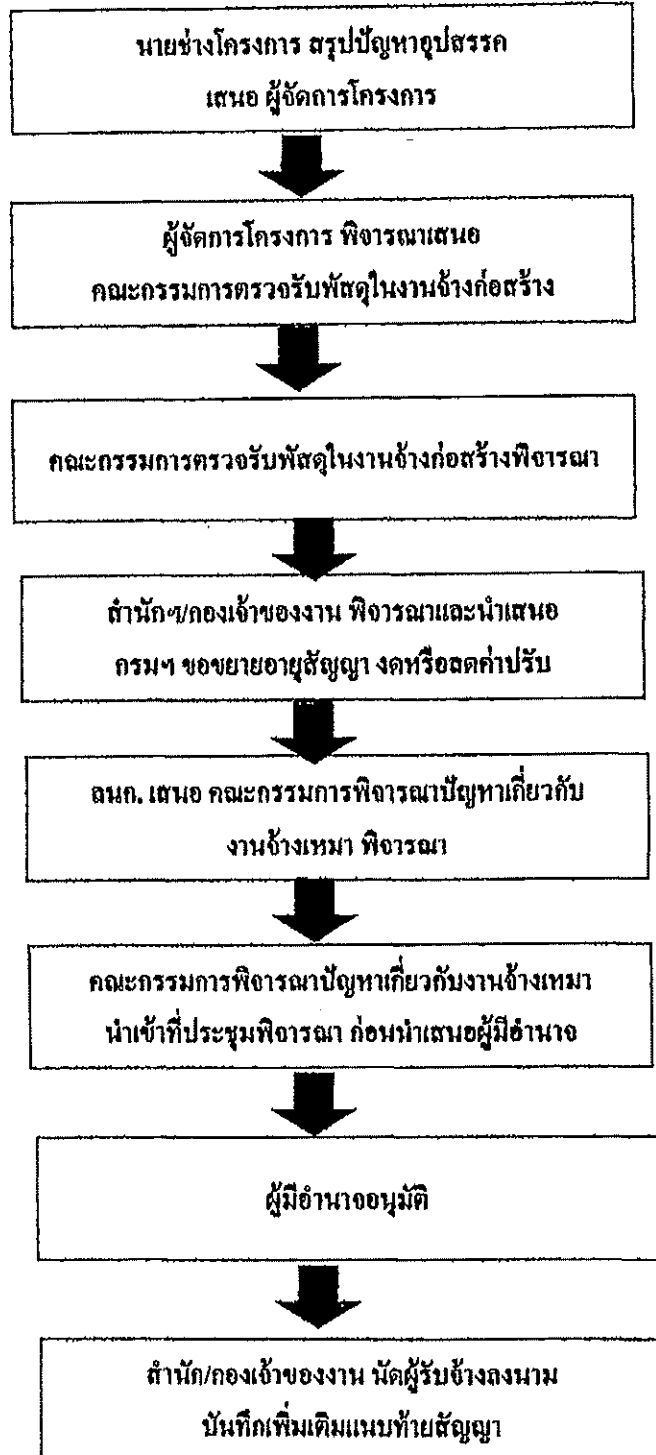 นายช่างโครงการ สรุปปัญหาอุปสรรค
เสนอ ผู้จัดการโครงการ
ผู้จัดการโครงการ พิจารณาเสนอ
คณะกรรมการตรวจรับพัสดุในงานจ้างก่อสร้าง
คณะกรรมการตรวจรับพัสดุในงานจ้างก่อสร้างพิจารณา
สำนักฯ/กองเจ้าของงาน พิจารณาและนำเสนอ
กรมฯ ขอขยายอายุสัญญา งดหรือลดค่าปรับ
ลนก. เสนอ คณะกรรมการพิจารณาปัญหาเกี่ยวกับ
งานจ้างเหมา พิจารณา
คณะกรรมการพิจารณาปัญหาเกี่ยวกับงานจ้างเหมา
นำเข้าที่ประชุมพิจารณา ก่อนนำเสนอผู้มีอำนาจ
ผู้มีอำนาจอนุมัติ
สำนัก/กองเจ้าของงาน นัดผู้รับจ้างลงนาม
บันทึกเพิ่มเติมแนบท้ายสัญญา